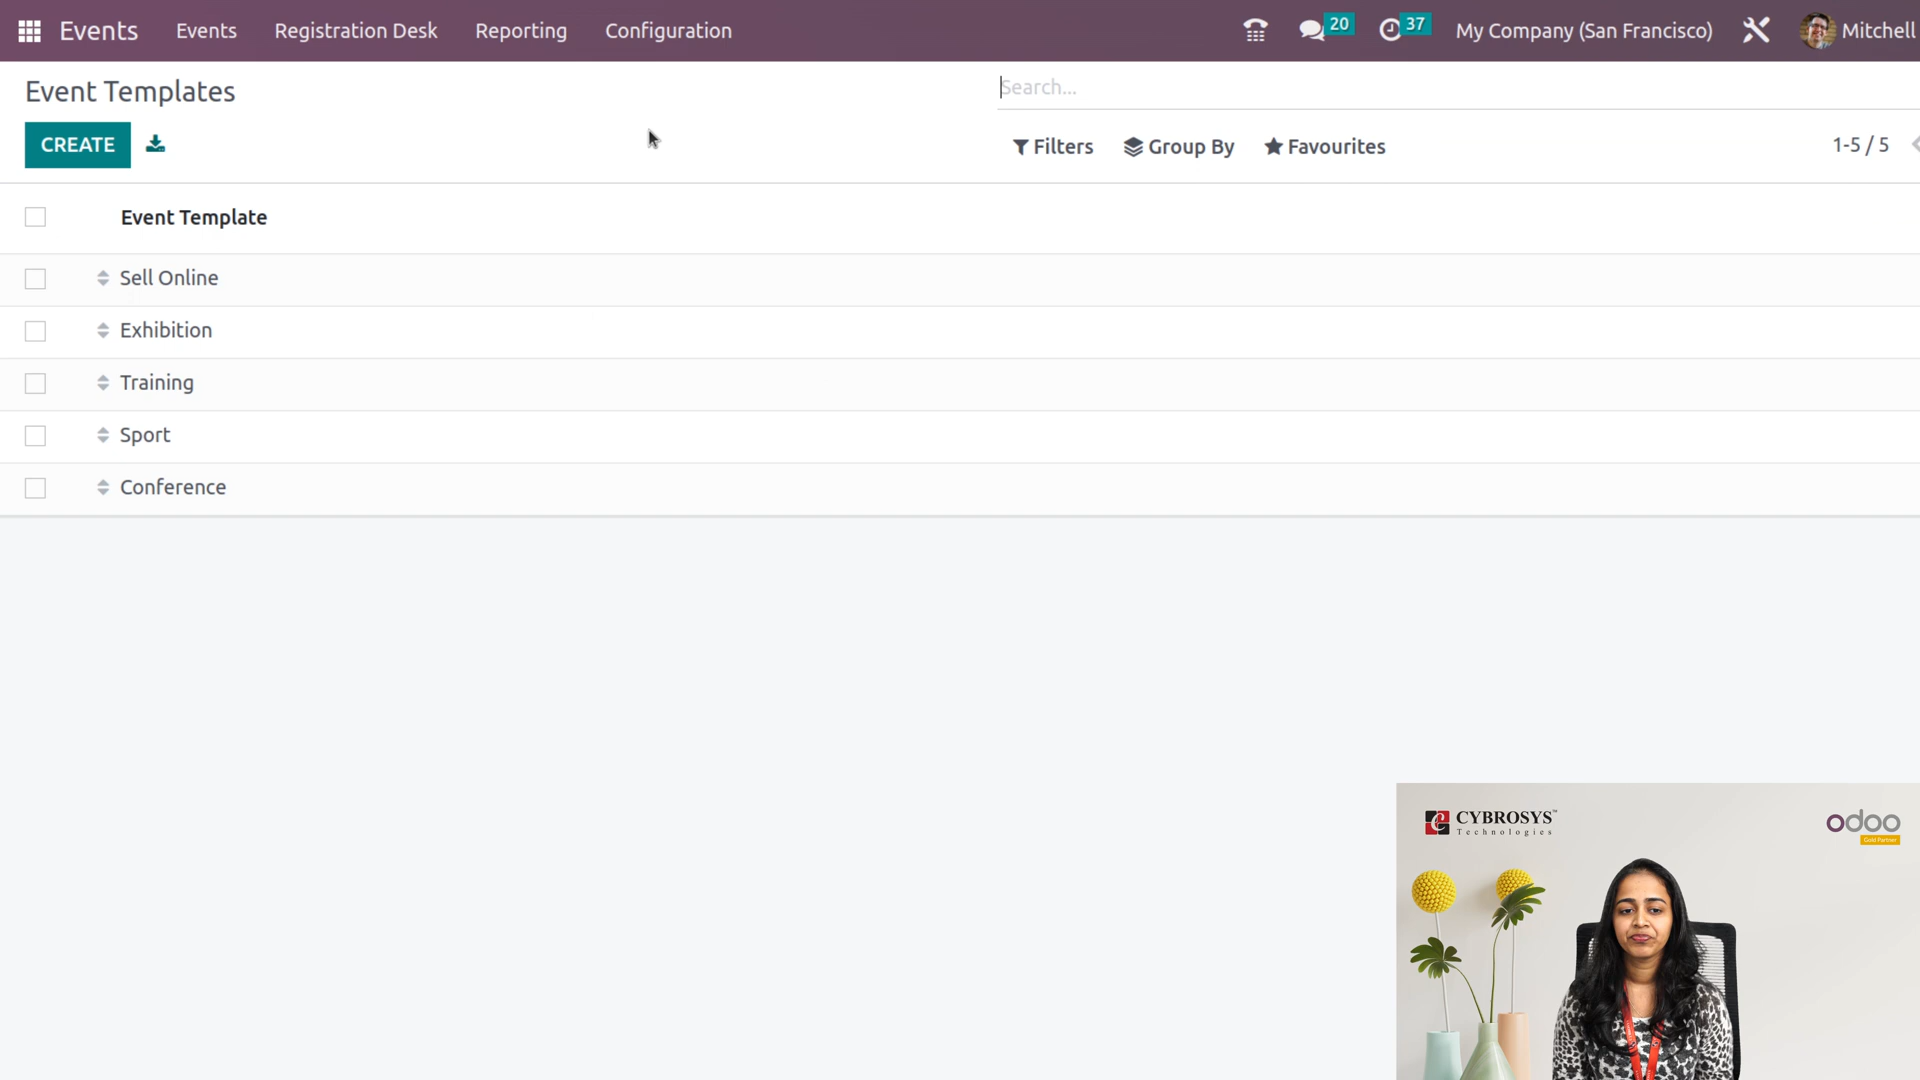 Events Events Registration Desk Reporting Configuration 20 37 My Company (San Francisco) Mitchell
Event Templates
Search...
CREATE
Filters Group By Favourites 1-5 / 5
Event Template
Sell Online
Exhibition
Training
Sport
Conference
CYBROSYS™
Technologies
odoo
Gold Partner